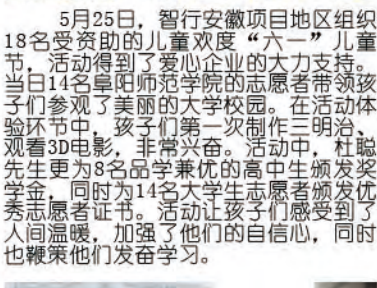 5月25日，智行安徽项目地区组织
18名受资助的儿童欢度“六一”儿童
节，活动得到了爱心企业的大力支持。
当日14名阜阳师范学院的志愿者带领孩
子们参观了美丽的大学校园。在活动体
验环节中，孩子们第一次制作三明治、
观看3D电影，非常兴奋。活动中，杜聪
先生更为8名品学兼优的高中生颁发奖
学金，同时为14名大学生志愿者颁发优
秀志愿者证书。活动让孩子们感受到了
人间温暖，加强了他们的自信心，同时
也鞭策他们发奋学习。